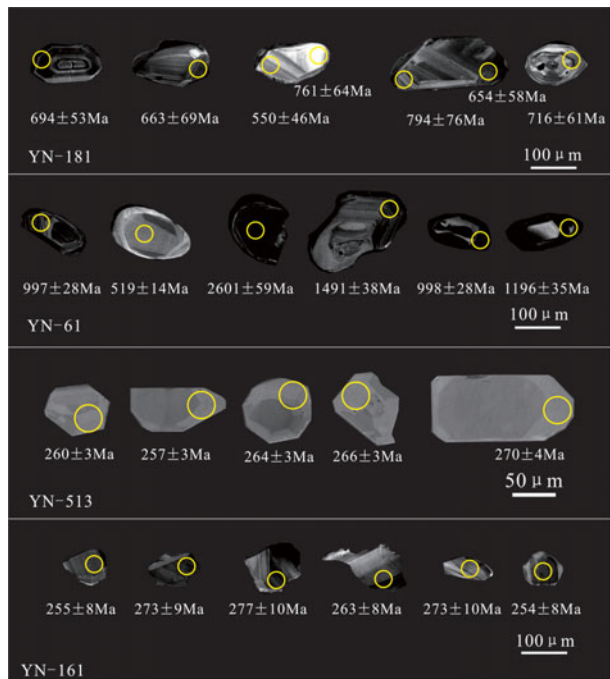 761±64Ma
654±58Ma
694±53Ma 663±69Ma 550±46Ma 794±76Ma 716±61Ma
YN-181
100 μm
997±28Ma 519±14Ma 2601±59Ma 1491±38Ma 998±28Ma 1196±35Ma
YN-61
100 μm
260±3Ma 257±3Ma 264±3Ma 266±3Ma 270±4Ma
YN-513
50 μm
255±8Ma 273±9Ma 277±10Ma 263±8Ma 273±10Ma 254±8Ma
100 μm
YN-161